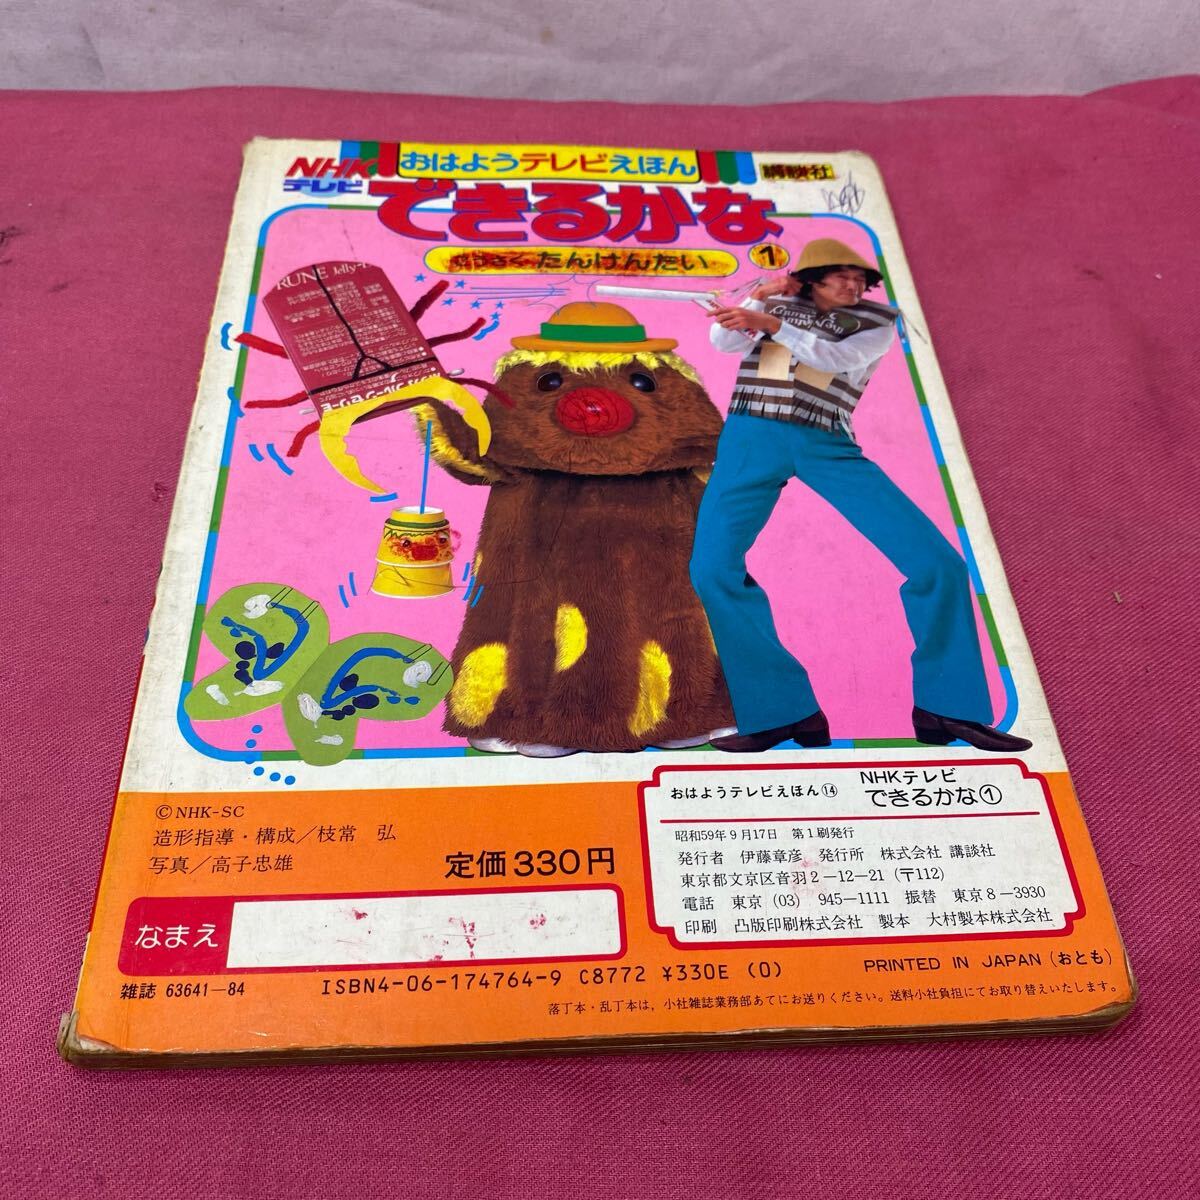 おはようテレビえほん
NHK
テレビ
講談社
できるかな
たんけんたい
1
RUNE Jelly-
©NHK-SC
造形指導・構成／枝常 弘
写真／高子忠雄
定価330円
なまえ
雑誌 63641-84
ISBN4-06-174764-9 C8772 ¥330E (0)
おはようテレビえほん⑭
NHKテレビ
できるかな①
昭和59年9月17日 第1刷発行
発行者 伊藤章彦 発行所 株式会社 講談社
東京都文京区音羽2-12-21(〒112)
電話 東京(03) 945-1111 振替 東京8-3930
印刷 凸版印刷株式会社 製本 大村製本株式会社
PRINTED IN JAPAN (おとも)
落丁本・乱丁本は,小社雑誌業務部あてにお送りください。送料小社負担にてお取り替えいたします。